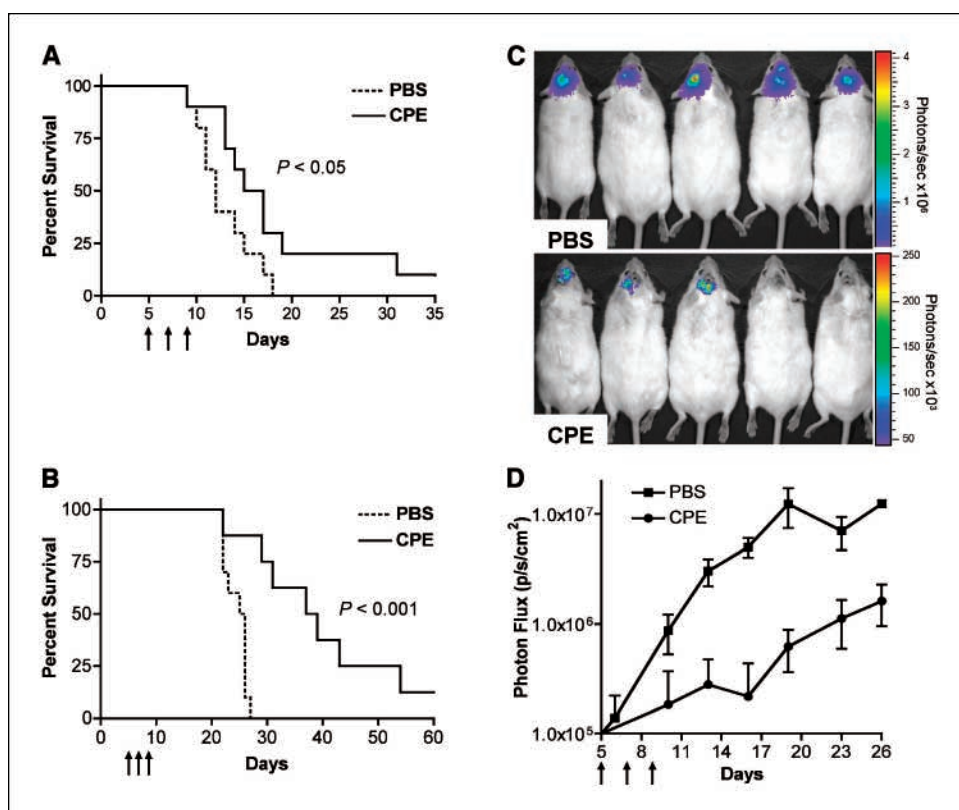 A
100
75
50
25
0
Percent Survival
PBS
CPE
P < 0.05
0 5 10 15 20 25 30 35
Days
B
100
75
50
25
0
Percent Survival
PBS
CPE
P < 0.001
0 10 20 30 40 50 60
Days
C
PBS
4
3
2
1
Photons/sec x10⁶
CPE
250
200
150
100
50
Photons/sec x10³
D
PBS
CPE
1.0x10⁷
1.0x10⁶
1.0x10⁵
Photon Flux (p/s/cm²)
5 8 11 14 17 20 23 26
Days